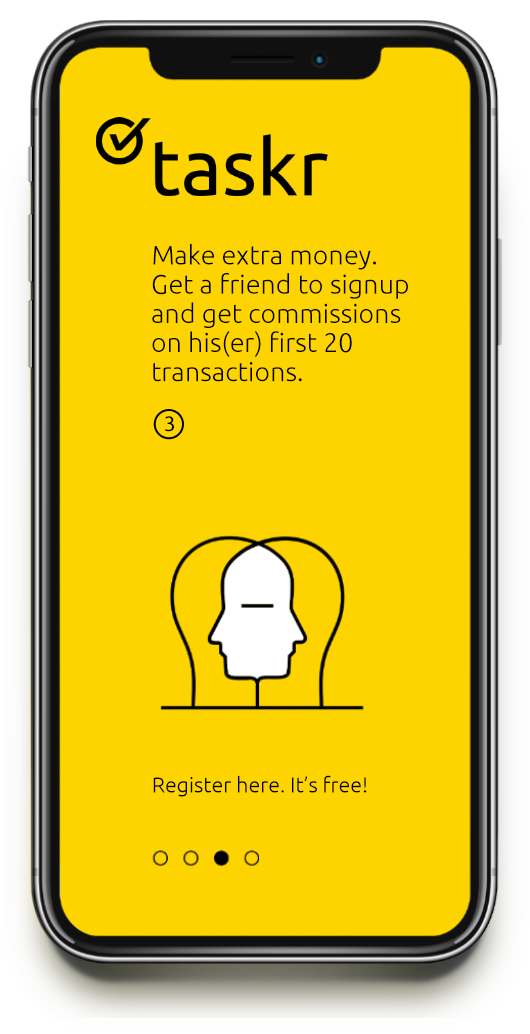 taskr
Make extra money.
Get a friend to signup
and get commissions
on his(er) first 20
transactions.
3
Register here. It's free!